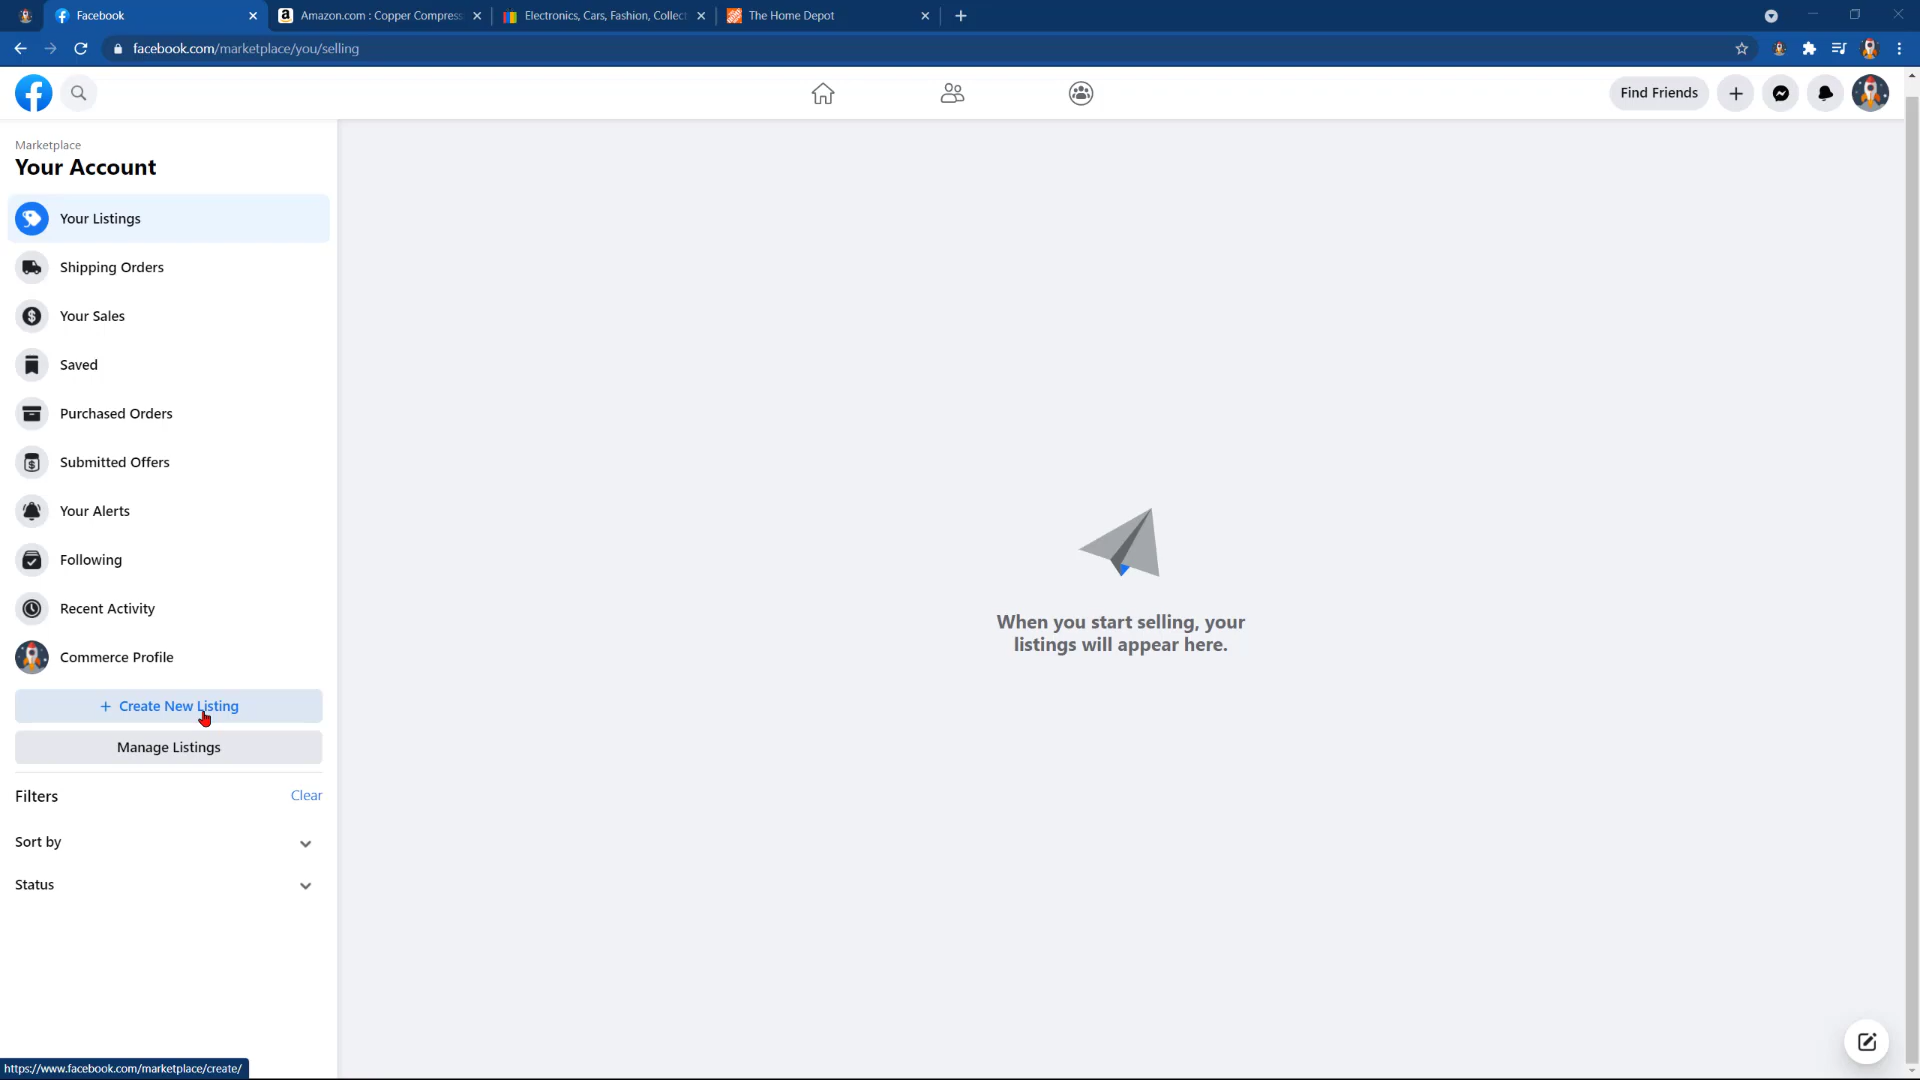 Facebook
Amazon.com : Copper Compress
Electronics, Cars, Fashion, Collect
The Home Depot
facebook.com/marketplace/you/selling
Find Friends
Marketplace
Your Account
Your Listings
Shipping Orders
Your Sales
Saved
Purchased Orders
Submitted Offers
Your Alerts
Following
Recent Activity
Commerce Profile
+ Create New Listing
Manage Listings
Filters
Clear
Sort by
Status
When you start selling, your
listings will appear here.
https://www.facebook.com/marketplace/create/